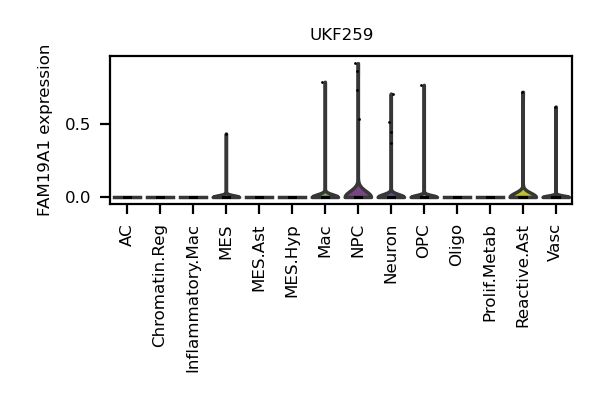 UKF259
FAM19A1 expression
0.5
0.0
AC
Chromatin.Reg
Inflammatory.Mac
MES
MES.Ast
MES.Hyp
Mac
NPC
Neuron
OPC
Oligo
Prolif.Metab
Reactive.Ast
Vasc